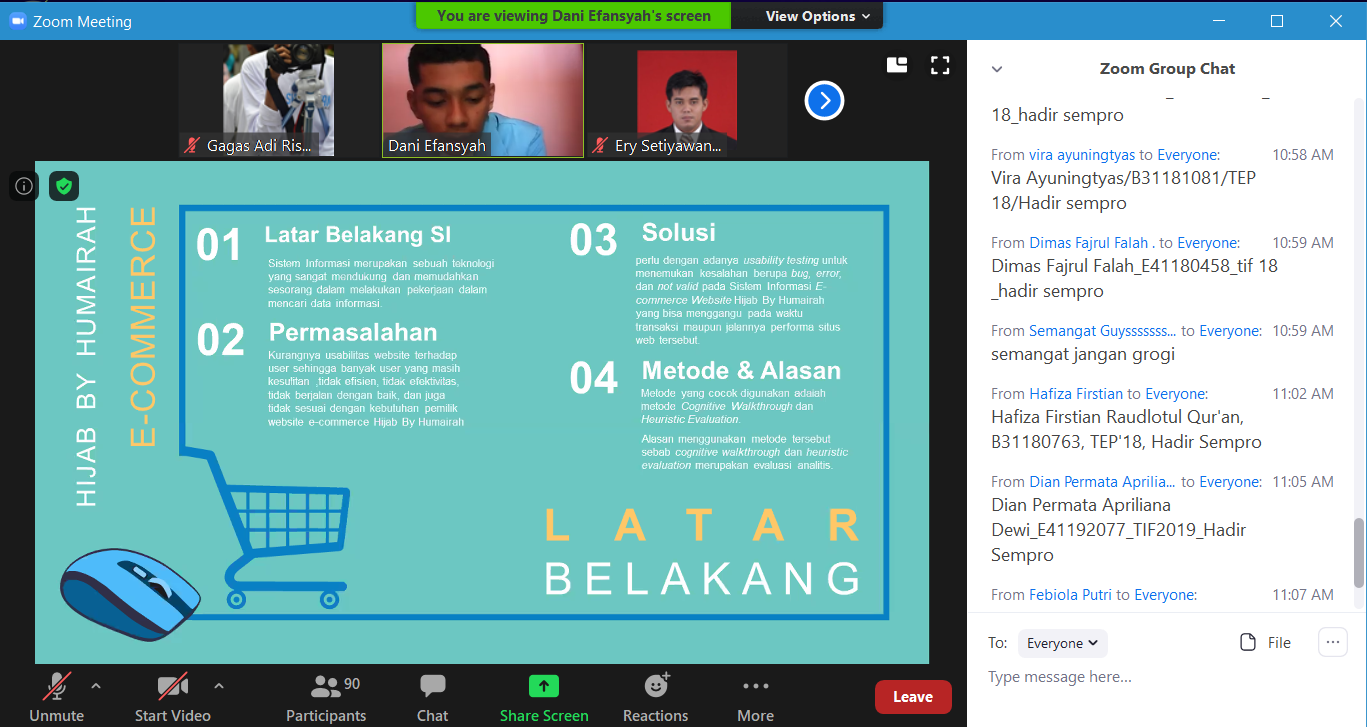 Zoom Meeting
You are viewing Dani Efansyah's screen
View Options
Gagas Adi Ris...
Dani Efansyah
Ery Setiyawan...
HIJAB BY HUMAIRAH
E-COMMERCE
01
Latar Belakang SI
Sistem Informasi merupakan sebuah teknologi
yang sangat mendukung dan memudahkan
sesorang dalam melakukan pekerjaan dalam
mencari data informasi.
02
Permasalahan
Kurangnya usabilitas website terhadap
user sehingga banyak user yang masih
kesufitan ,tidak efisien, tidak efektivitas,
tidak berjalan dengan baik, dan juga
tidak sesuai dengan kebutuhan pemilik
website e-commerce Hijab By Humairah
03
Solusi
perlu dengan adanya usability testing untuk
menemukan kesalahan berupa bug, error,
dan not valid pada Sistem Informasi E-
commerce Website Hijab By Humairah
yang bisa menggangu pada waktu
transaksi maupun jalannya performa situs
web tersebut.
04
Metode & Alasan
Metode yang cocok digunakan adaiah
metode Cognitive Walkthrough dan
Heuristic Evaluation.
Alasan menggunakan metode tersebut
sebab cognitive walkthrough dan heuristic
evaluation merupakan evaluasi analitis.
LATAR
BELAKANG
Unmute
Start Video
90
Participants
Chat
Share Screen
Reactions
More
Leave
Zoom Group Chat
18_hadir sempro
From vira ayuningtyas to Everyone: 10:58 AM
Vira Ayuningtyas/B31181081/TEP
18/Hadir sempro
From Dimas Fajrul Falah . to Everyone: 10:59 AM
Dimas Fajrul Falah_E41180458_tif 18
_hadir sempro
From Semangat Guysssssss... to Everyone: 10:59 AM
semangat jangan grogi
From Hafiza Firstian to Everyone: 11:02 AM
Hafiza Firstian Raudlotul Qur'an,
B31180763, TEP'18, Hadir Sempro
From Dian Permata Aprilia... to Everyone: 11:05 AM
Dian Permata Apriliana
Dewi_E41192077_TIF2019_Hadir
Sempro
From Febiola Putri to Everyone: 11:07 AM
To: Everyone
File
Type message here...